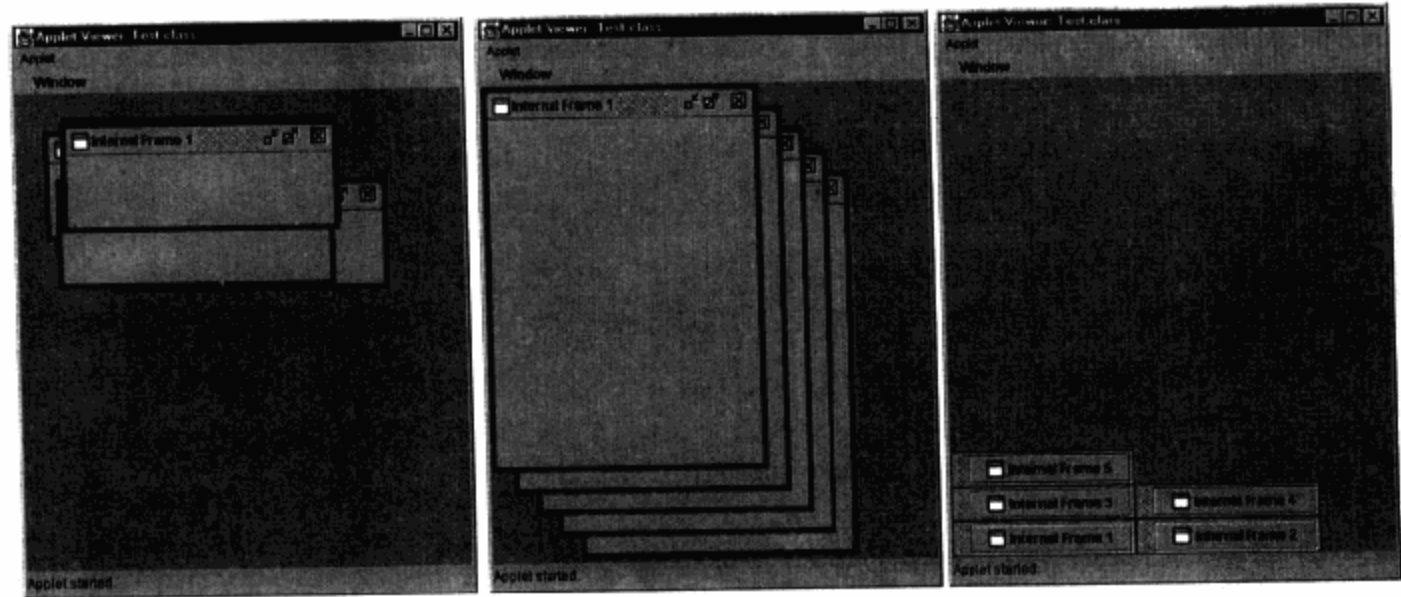 Applet Viewer: Test.class
Applet
Window
Internal Frame 1
Applet started.
Applet Viewer: Test.class
Applet
Window
Internal Frame 1
Applet started.
Applet Viewer: Test.class
Applet
Window
Internal Frame 5
Internal Frame 3
Internal Frame 4
Internal Frame 1
Internal Frame 2
Applet started.